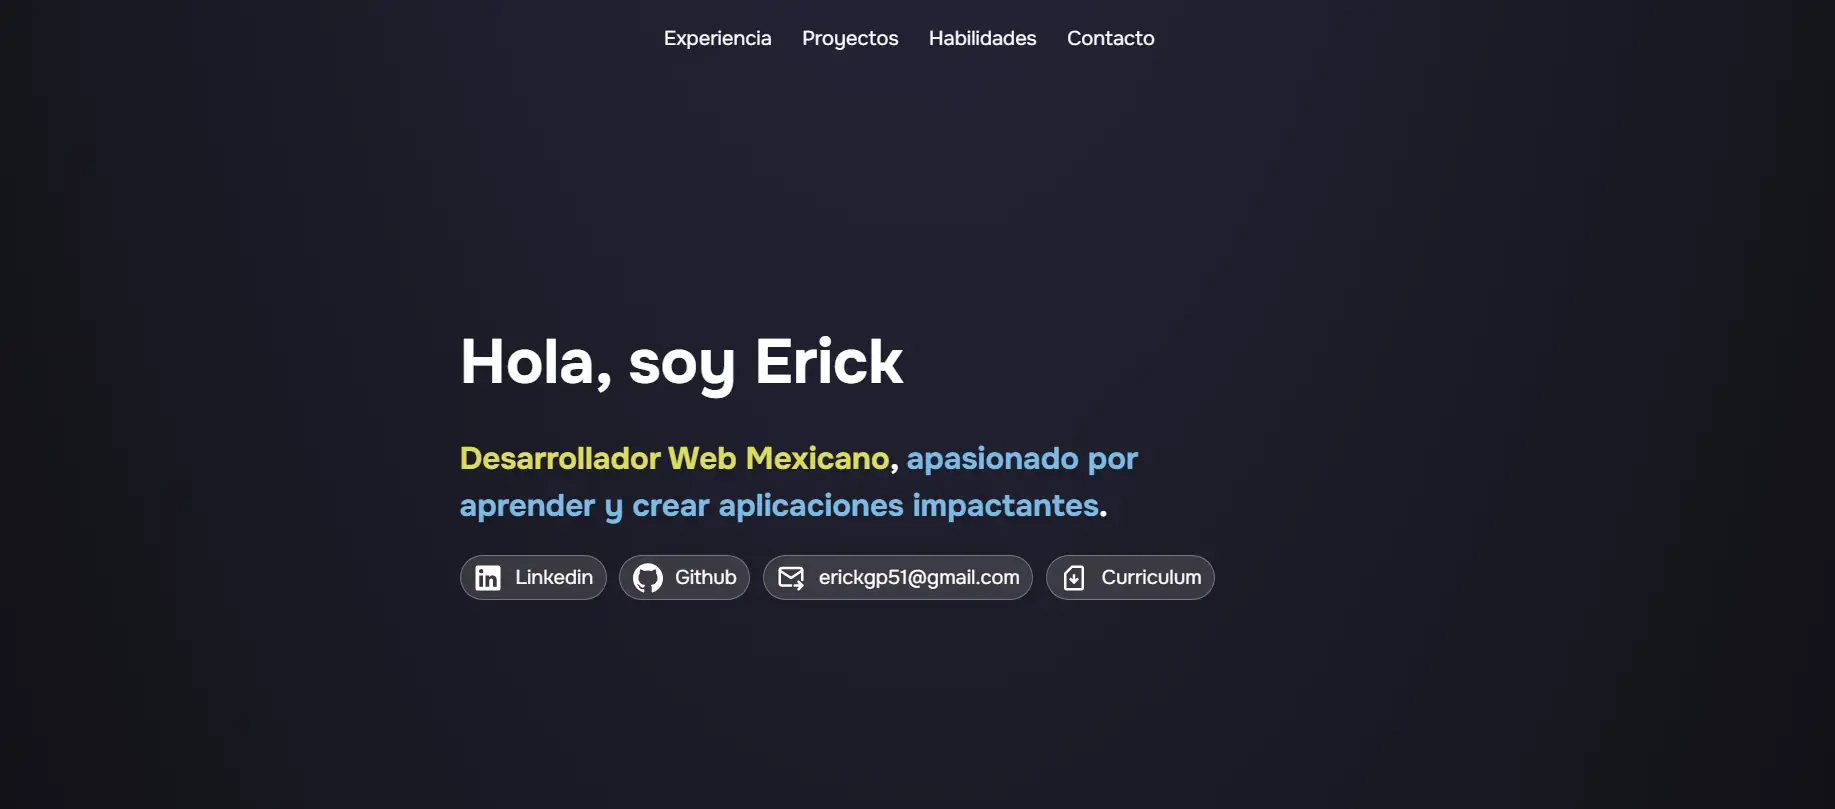 Experiencia Proyectos Habilidades Contacto
Hola, soy Erick
Desarrollador Web Mexicano, apasionado por
aprender y crear aplicaciones impactantes.
Linkedin Github erickgp51@gmail.com Curriculum